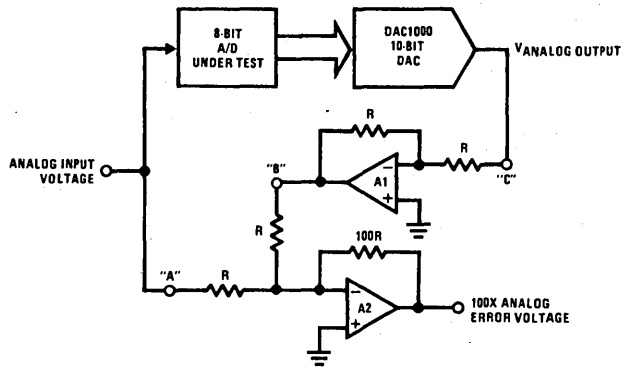 8-BIT
A/D
UNDER TEST
DAC1000
10-BIT
DAC
VANALOG OUTPUT
R
R
ANALOG INPUT
VOLTAGE
"B"
A1
-
+
"C"
R
100R
"A"
R
-
A2
+
100X ANALOG
ERROR VOLTAGE